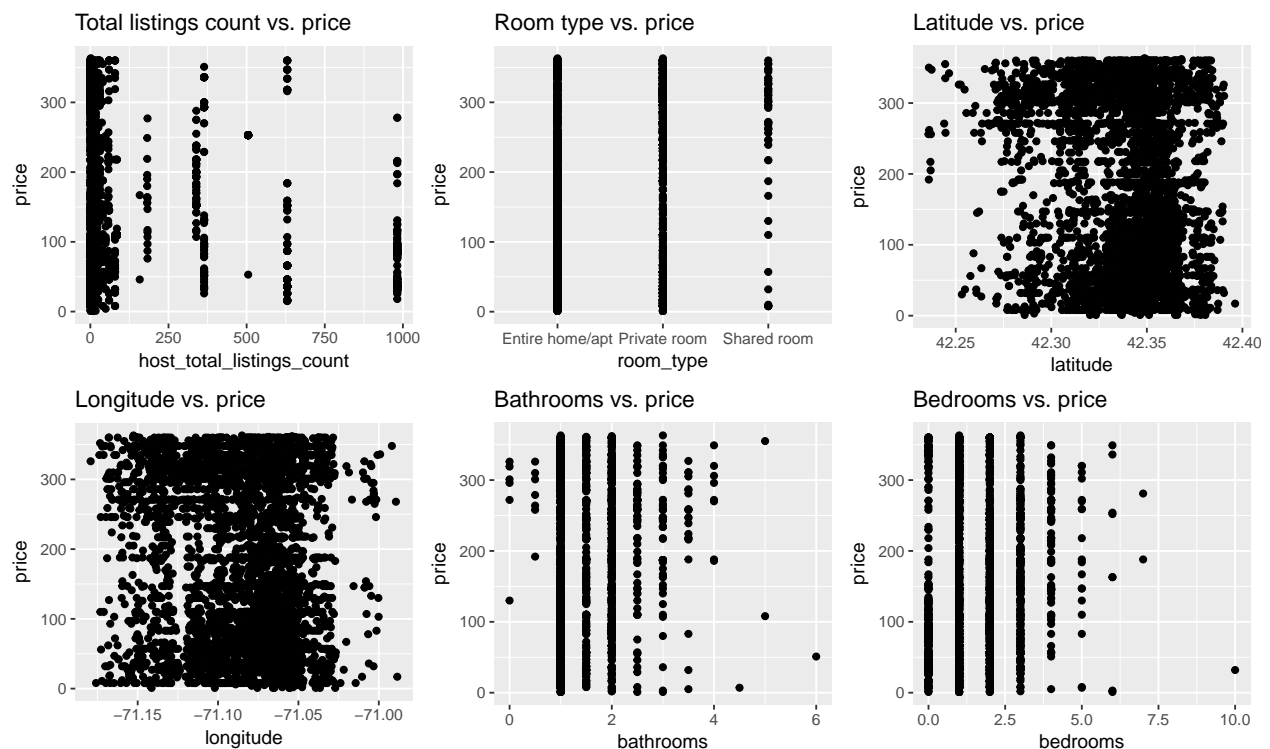 Total listings count vs. price
price
300
200
100
0
0 250 500 750 1000
host_total_listings_count
Room type vs. price
price
300
200
100
0
Entire home/apt Private room Shared room
room_type
Latitude vs. price
price
300
200
100
0
42.25 42.30 42.35 42.40
latitude
Longitude vs. price
price
300
200
100
0
−71.15 −71.10 −71.05 −71.00
longitude
Bathrooms vs. price
price
300
200
100
0
0 2 4 6
bathrooms
Bedrooms vs. price
price
300
200
100
0
0.0 2.5 5.0 7.5 10.0
bedrooms